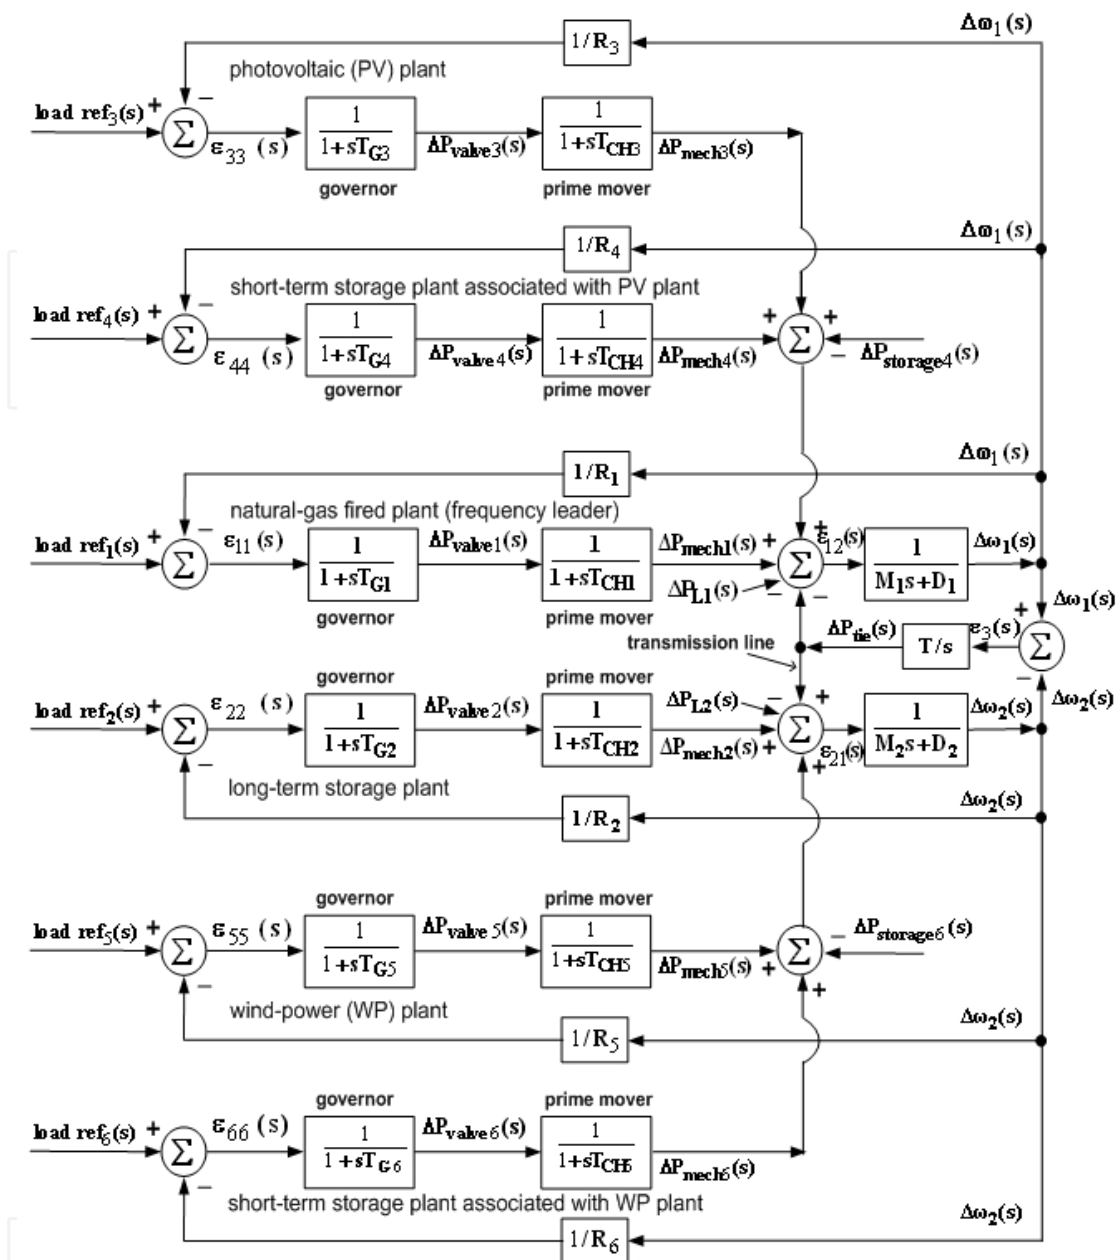 Δω1(s)
1/R3
photovoltaic (PV) plant
load ref3(s) + −
Σ
ε33 (s)
1
1+sTG3
ΔPvalve3(s)
1
1+sTCH3
ΔPmech3(s)
governor
prime mover
Δω1(s)
1/R4
short-term storage plant associated with PV plant
load ref4(s) + −
Σ
ε44 (s)
1
1+sTG4
ΔPvalve4(s)
1
1+sTCH4
ΔPmech4(s)
+ + +
Σ
−
ΔPstorage4(s)
governor
prime mover
Δω1(s)
1/R1
natural-gas fired plant (frequency leader)
load ref1(s) + −
Σ
ε11(s)
1
1+sTG1
ΔPvalve1(s)
1
1+sTCH1
ΔPmech1(s) +
ΔPL1(s) −
Σ
+
−
ε12(s)
1
M1s+D1
Δω1(s)
governor
prime mover
Δω1(s)
+
transmission line
ΔPtie(s)
T/s
ε3(s)
Σ
−
Δω2(s)
governor
prime mover
load ref2(s) +
Σ
−
ε22 (s)
1
1+sTG2
ΔPvalve2(s)
1
1+sTCH2
ΔPL2(s) −
ΔPmech2(s) +
+
Σ
+
ε21(s)
1
M2s+D2
Δω2(s)
long-term storage plant
1/R2
Δω2(s)
governor
prime mover
load ref5(s) +
Σ
−
ε55 (s)
1
1+sTG5
ΔPvalve5(s)
1
1+sTCH5
ΔPmech5(s) +
Σ
−
ΔPstorage6(s)
+
wind-power (WP) plant
1/R5
Δω2(s)
governor
prime mover
load ref6(s) +
Σ
−
ε66 (s)
1
1+sTG6
ΔPvalve6(s)
1
1+sTCH6
ΔPmech6(s)
short-term storage plant associated with WP plant
1/R6
Δω2(s)